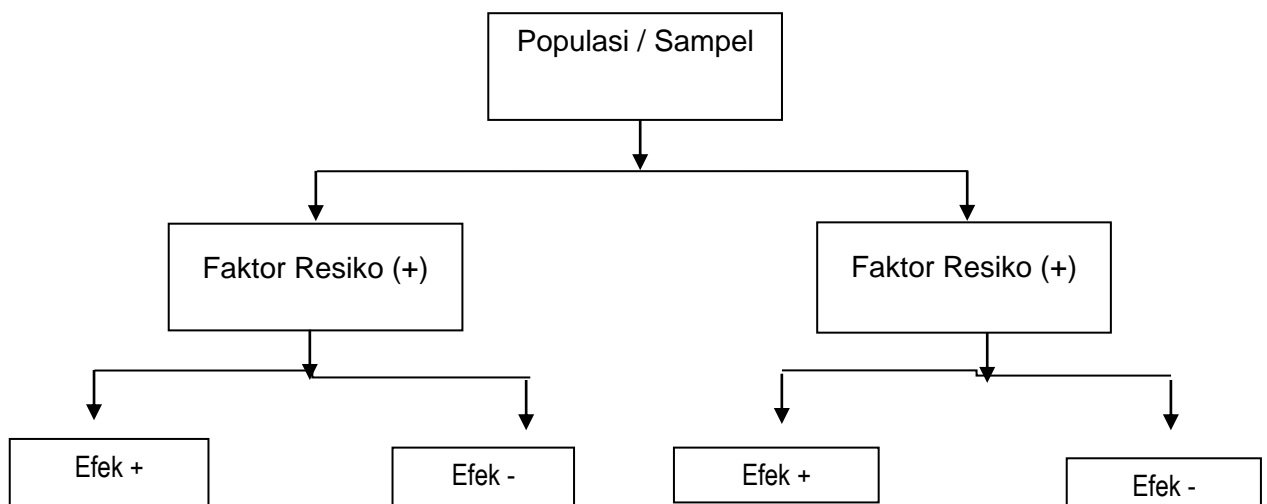 Populasi / Sampel
Faktor Resiko (+)
Faktor Resiko (+)
Efek +
Efek -
Efek +
Efek -